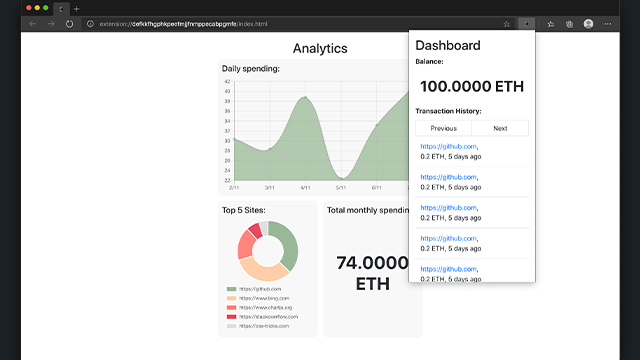 extension://defkkfhgphkpeefmjjfnmppecabpgmfe/index.html
Analytics
Daily spending:
42
40
38
36
34
32
30
28
26
24
22
2/11
3/11
4/11
5/11
6/11
Top 5 Sites:
https://github.com
https://www.bing.com
https://www.chartjs.org
https://stackoverflow.com
https://css-tricks.com
Total monthly spending
74.0000
ETH
Dashboard
Balance:
100.0000 ETH
Transaction History:
Previous
Next
https://github.com,
0.2 ETH, 5 days ago
https://github.com,
0.2 ETH, 5 days ago
https://github.com,
0.2 ETH, 5 days ago
https://github.com,
0.2 ETH, 5 days ago
https://github.com,
0.2 ETH, 5 days ago